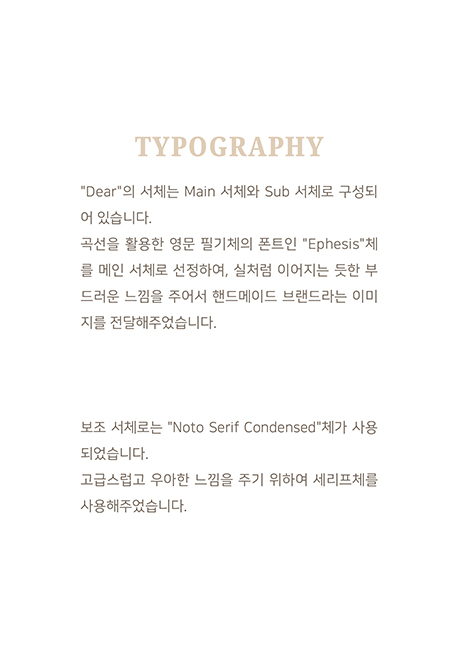 TYPOGRAPHY
"Dear"의 서체는 Main 서체와 Sub 서체로 구성되
어 있습니다.
곡선을 활용한 영문 필기체의 폰트인 "Ephesis"체
를 메인 서체로 선정하여, 실처럼 이어지는 듯한 부
드러운 느낌을 주어서 핸드메이드 브랜드라는 이미
지를 전달해주었습니다.
보조 서체로는 "Noto Serif Condensed"체가 사용
되었습니다.
고급스럽고 우아한 느낌을 주기 위하여 세리프체를
사용해주었습니다.